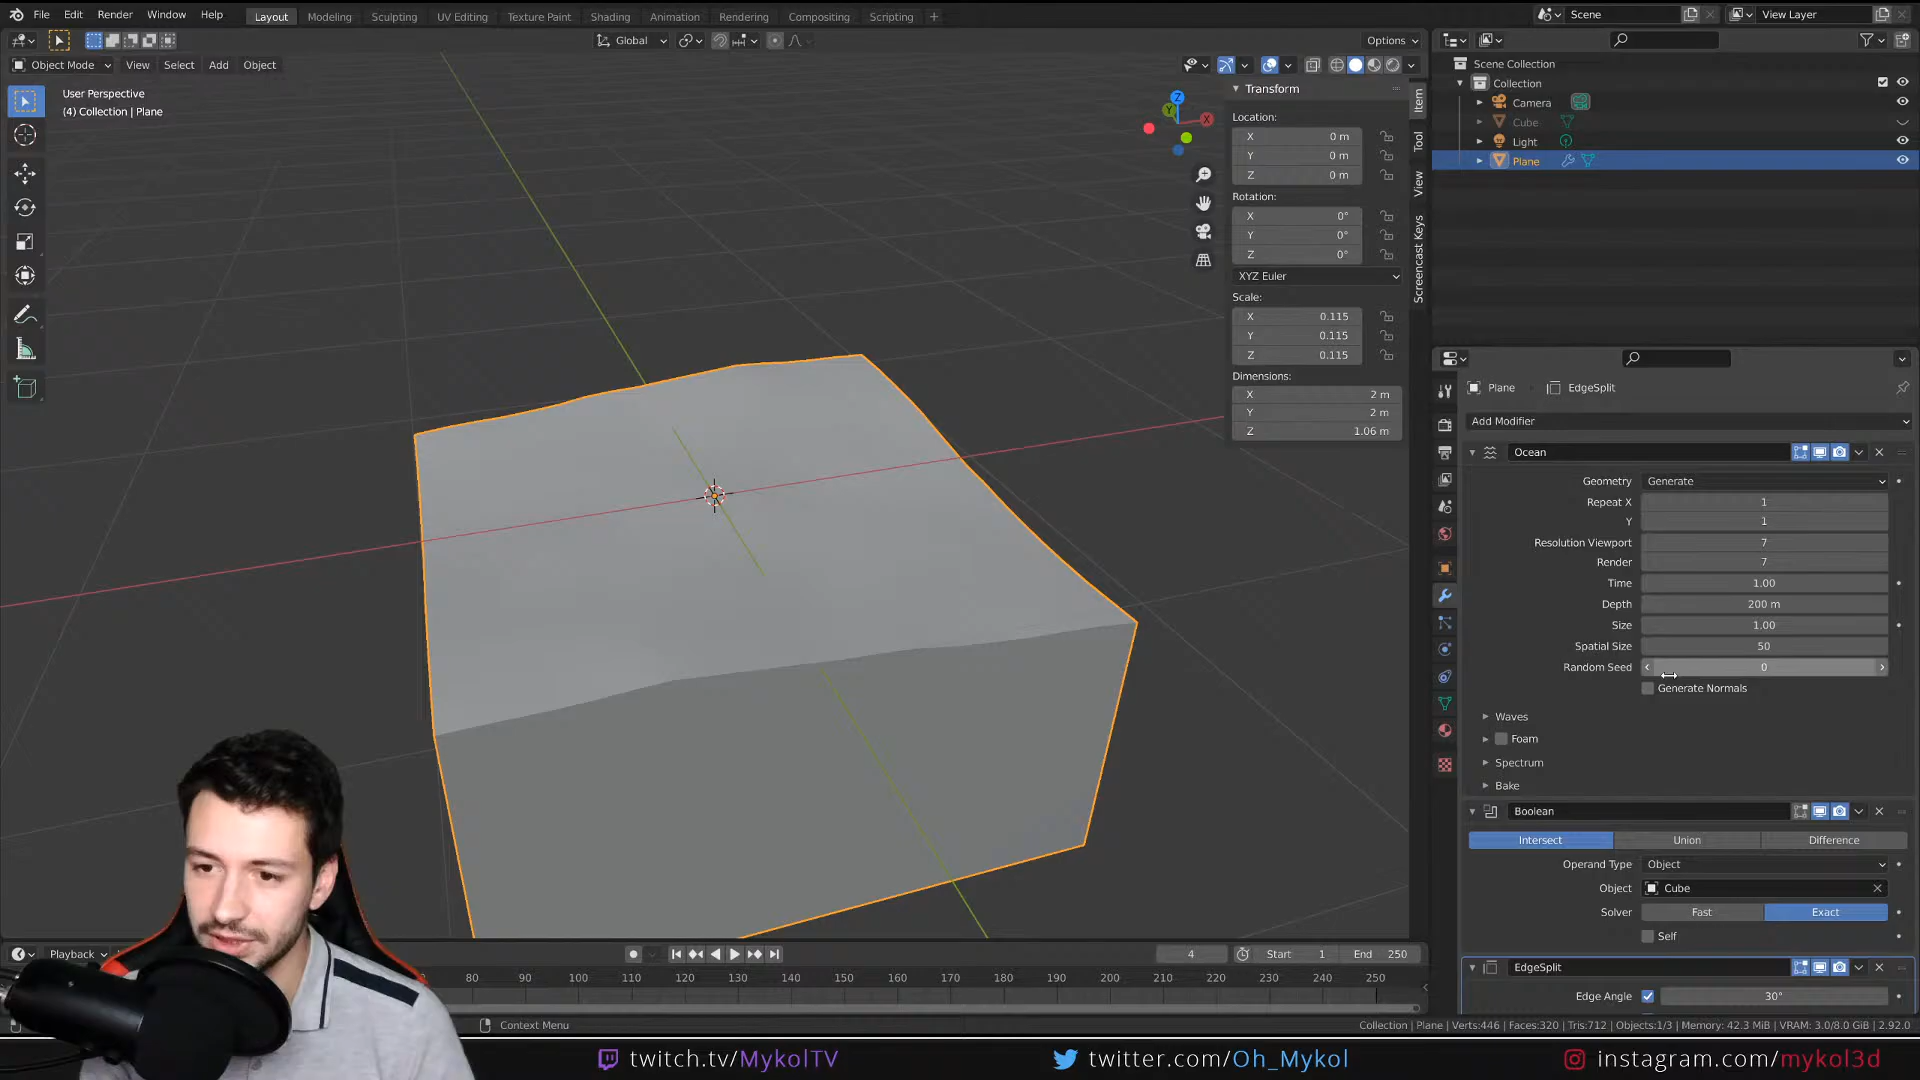 File Edit Render Window Help Layout Modeling Sculpting UV Editing Texture Paint Shading Animation Rendering Compositing Scripting + Scene View Layer
Global Options
Object Mode View Select Add Object
User Perspective
(4) Collection | Plane
Z
Y
X
Transform
Location:
X 0 m
Y 0 m
Z 0 m
Rotation:
X 0°
Y 0°
Z 0°
XYZ Euler
Scale:
X 0.115
Y 0.115
Z 0.115
Dimensions:
X 2 m
Y 2 m
Z 1.06 m
Item
Tool
View
Screencast Keys
Scene Collection
Collection
Camera
Cube
Light
Plane
Plane EdgeSplit
Add Modifier
Ocean
Geometry Generate
Repeat X 1
Y 1
Resolution Viewport 7
Render 7
Time 1.00
Depth 200 m
Size 1.00
Spatial Size 50
Random Seed 0
Generate Normals
Waves
Foam
Spectrum
Bake
Boolean
Intersect Union Difference
Operand Type Object
Object Cube
Solver Fast Exact
Self
EdgeSplit
Edge Angle 30°
Playback 4 Start 1 End 250
80 90 100 110 120 130 140 150 160 170 180 190 200 210 220 230 240 250
Context Menu Collection | Plane | Verts:446 | Faces:320 | Tris:712 | Objects:1/3 | Memory: 42.3 MiB | VRAM: 3.0/8.0 GiB | 2.92.0
twitch.tv/MykolTV twitter.com/Oh_Mykol instagram.com/mykol3d